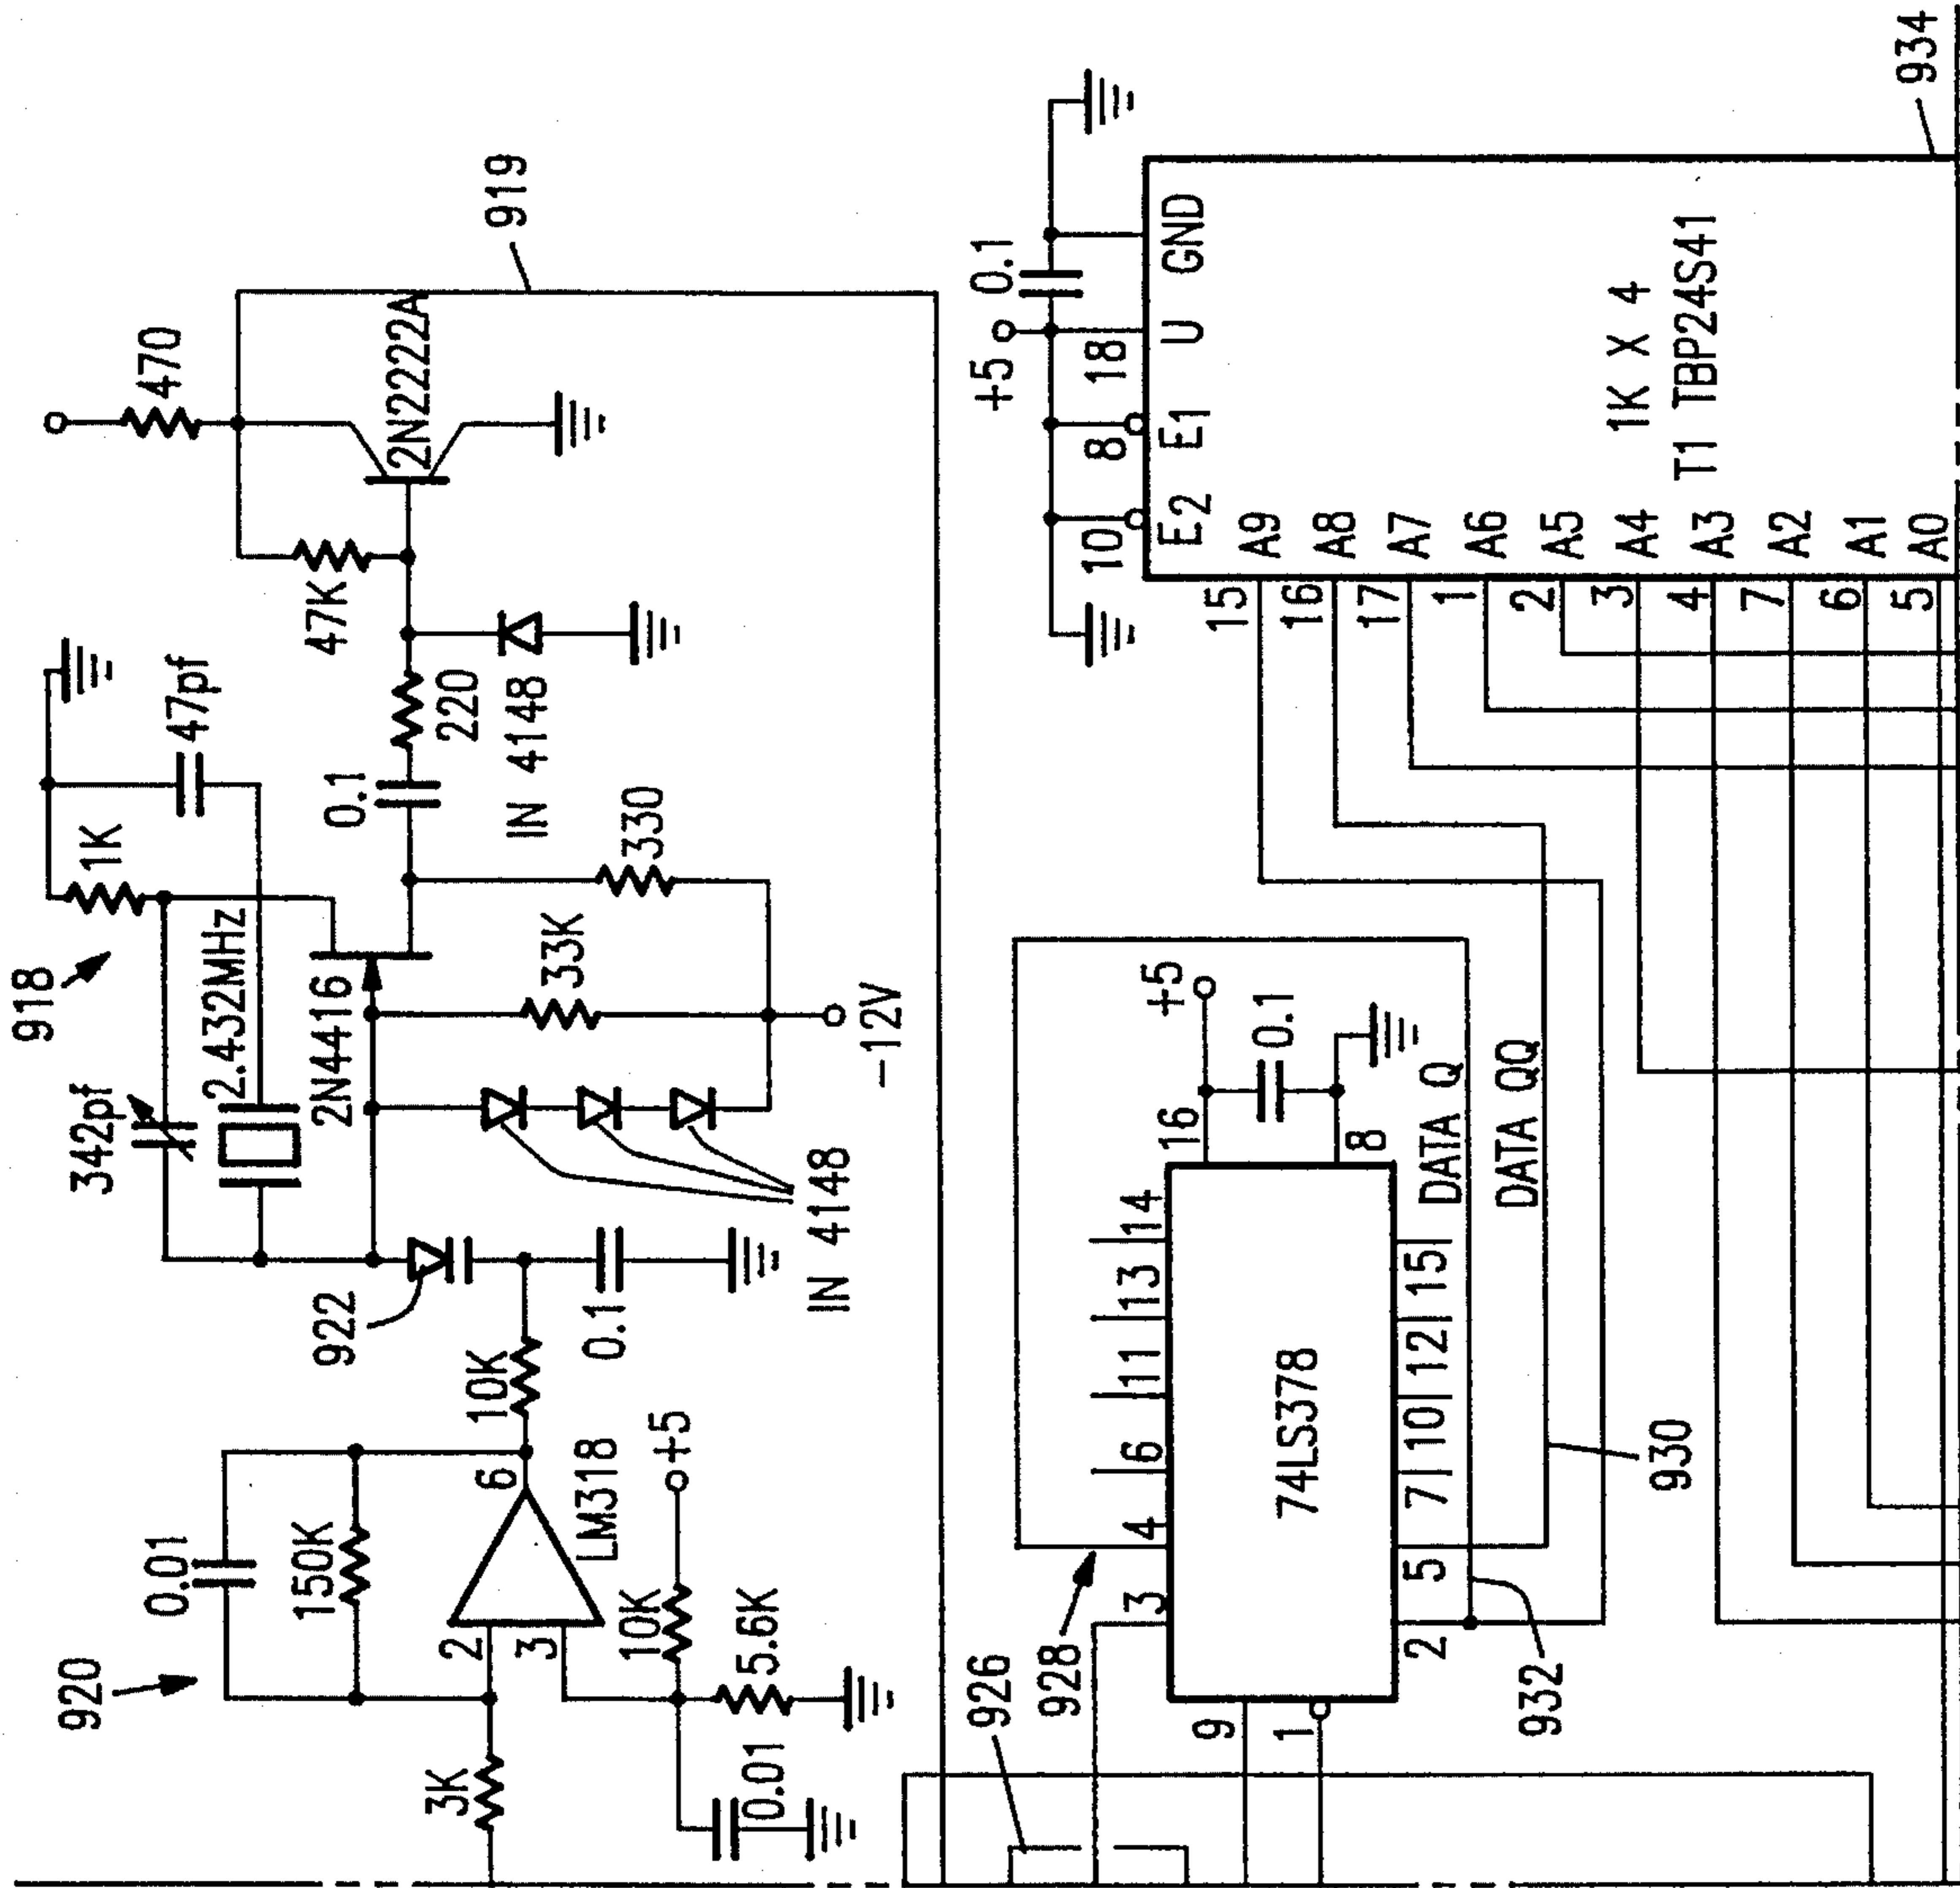 920
0.01
150K
3K
2
3
6
LM318
10K
+5
5.6K
0.01
10K
922
0.1
342pf
918
1K
47pf
2.432MHz
2N4416
33K
330
-12V
IN 4148
0.1
220
IN 4148
47K
470
2N2222A
919
926
928
9
1
3
4
6
11
13
14
16
+5
0.1
8
74LS378
2
5
7
10
12
15
DATA Q
DATA QQ
932
930
+5
0.1
10
8
18
E2
E1
U
GND
15
A9
16
A8
17
A7
1
A6
2
A5
3
A4
4
A3
7
A2
6
A1
5
A0
1K X 4
T1 TBP24S41
934